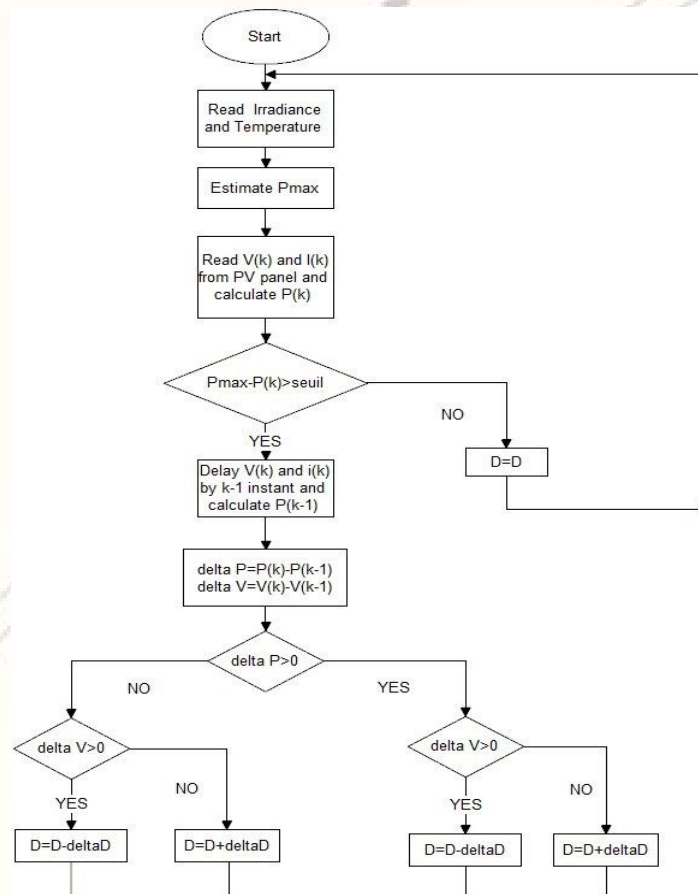 Start
Read Irradiance
and Temperature
Estimate Pmax
Read V(k) and I(k)
from PV panel and
calculate P(k)
Pmax-P(k)>seuil
NO
YES
D=D
Delay V(k) and i(k)
by k-1 instant and
calculate P(k-1)
delta P=P(k)-P(k-1)
delta V=V(k)-V(k-1)
delta P>0
NO
YES
delta V>0
delta V>0
NO
NO
YES
YES
D=D-deltaD
D=D+deltaD
D=D-deltaD
D=D+deltaD